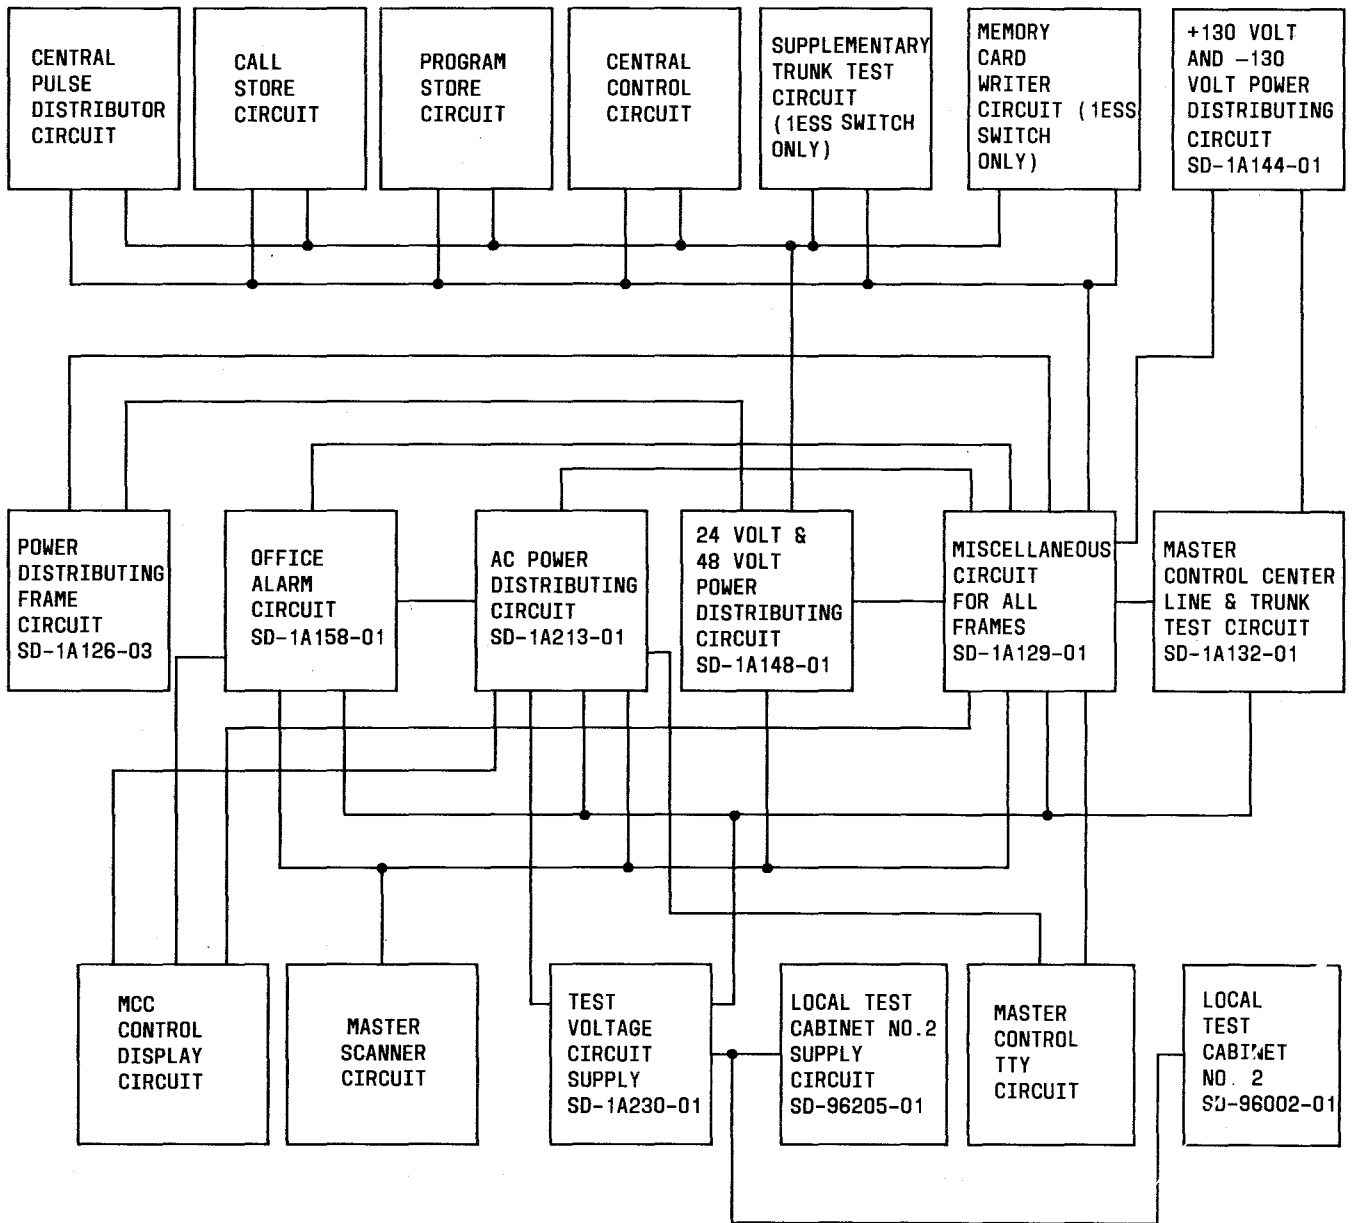 CENTRAL
PULSE
DISTRIBUTOR
CIRCUIT
CALL
STORE
CIRCUIT
PROGRAM
STORE
CIRCUIT
CENTRAL
CONTROL
CIRCUIT
SUPPLEMENTARY
TRUNK TEST
CIRCUIT
(1ESS SWITCH
ONLY)
MEMORY
CARD
WRITER
CIRCUIT (1ESS
SWITCH
ONLY)
+130 VOLT
AND -130
VOLT POWER
DISTRIBUTING
CIRCUIT
SD-1A144-01
POWER
DISTRIBUTING
FRAME
CIRCUIT
SD-1A126-03
OFFICE
ALARM
CIRCUIT
SD-1A158-01
AC POWER
DISTRIBUTING
CIRCUIT
SD-1A213-01
24 VOLT &
48 VOLT
POWER
DISTRIBUTING
CIRCUIT
SD-1A148-01
MISCELLANEOUS
CIRCUIT
FOR ALL
FRAMES
SD-1A129-01
MASTER
CONTROL CENTER
LINE & TRUNK
TEST CIRCUIT
SD-1A132-01
MCC
CONTROL
DISPLAY
CIRCUIT
MASTER
SCANNER
CIRCUIT
TEST
VOLTAGE
CIRCUIT
SUPPLY
SD-1A230-01
LOCAL TEST
CABINET NO.2
SUPPLY
CIRCUIT
SD-96205-01
MASTER
CONTROL
TTY
CIRCUIT
LOCAL
TEST
CABINET
NO. 2
SD-96002-01